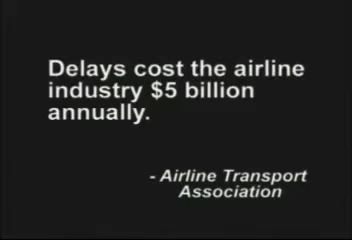 Delays cost the airline
industry $5 billion
annually.
- Airline Transport
Association